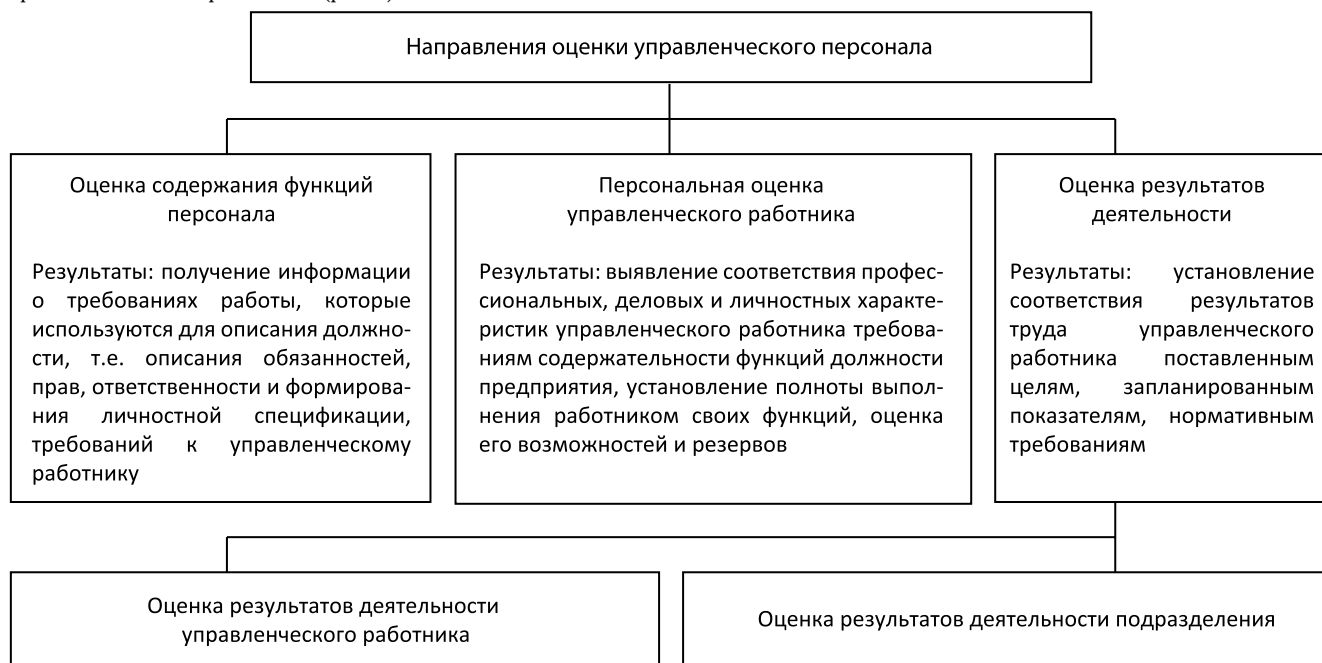 Направления оценки управленческого персонала
Оценка содержания функций
персонала
Результаты: получение информации
о требованиях работы, которые
используются для описания должно-
сти, т.е. описания обязанностей,
прав, ответственности и формирова-
ния личностной спецификации,
требований к управленческому
работнику
Персональная оценка
управленческого работника
Результаты: выявление соответствия профес-
сиональных, деловых и личностных характе-
ристик управленческого работника требова-
ниям содержательности функций должности
предприятия, установление полноты выпол-
нения работником своих функций, оценка
его возможностей и резервов
Оценка результатов
деятельности
Результаты: установление
соответствия результатов
труда управленческого
работника поставленным
целям, запланированным
показателям, нормативным
требованиям
Оценка результатов деятельности
управленческого работника
Оценка результатов деятельности подразделения